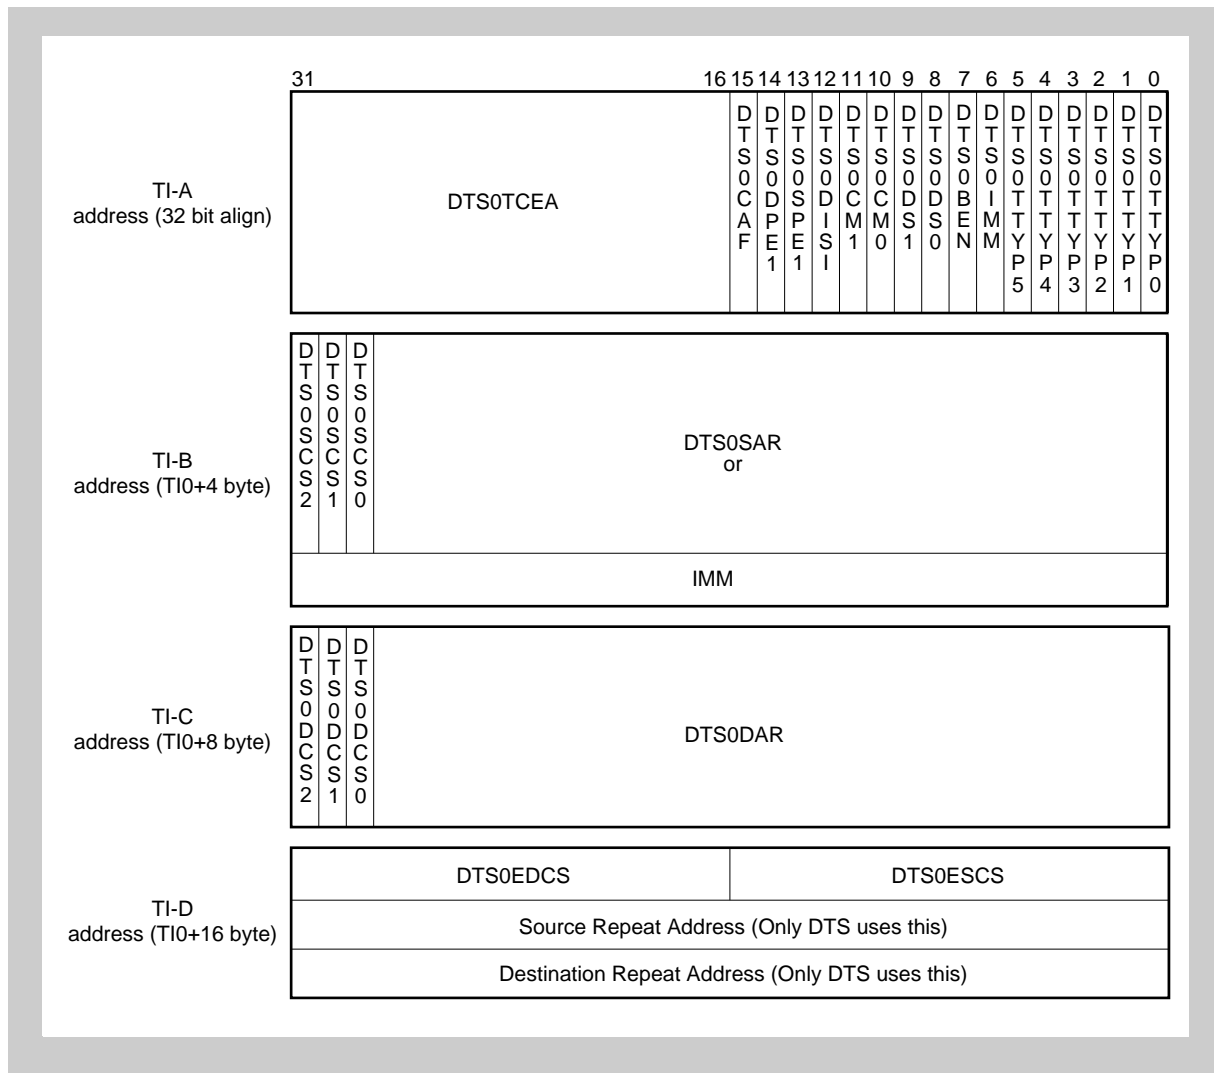 31 16 15 14 13 12 11 10 9 8 7 6 5 4 3 2 1 0
TI-A
address (32 bit align)
DTS0TCEA
DTS0CAF
DTS0DPE1
DTS0SPE1
DTS0DISI
DTS0CM1
DTS0CM0
DTS0DS1
DTS0DS0
DTS0BEN
DTS0IMM
DTS0TTYP5
DTS0TTYP4
DTS0TTYP3
DTS0TTYP2
DTS0TTYP1
DTS0TTYP0
TI-B
address (TI0+4 byte)
DTS0SCS2
DTS0SCS1
DTS0SCS0
DTS0SAR
or
IMM
TI-C
address (TI0+8 byte)
DTS0DCS2
DTS0DCS1
DTS0DCS0
DTS0DAR
TI-D
address (TI0+16 byte)
DTS0EDCS
DTS0ESCS
Source Repeat Address (Only DTS uses this)
Destination Repeat Address (Only DTS uses this)